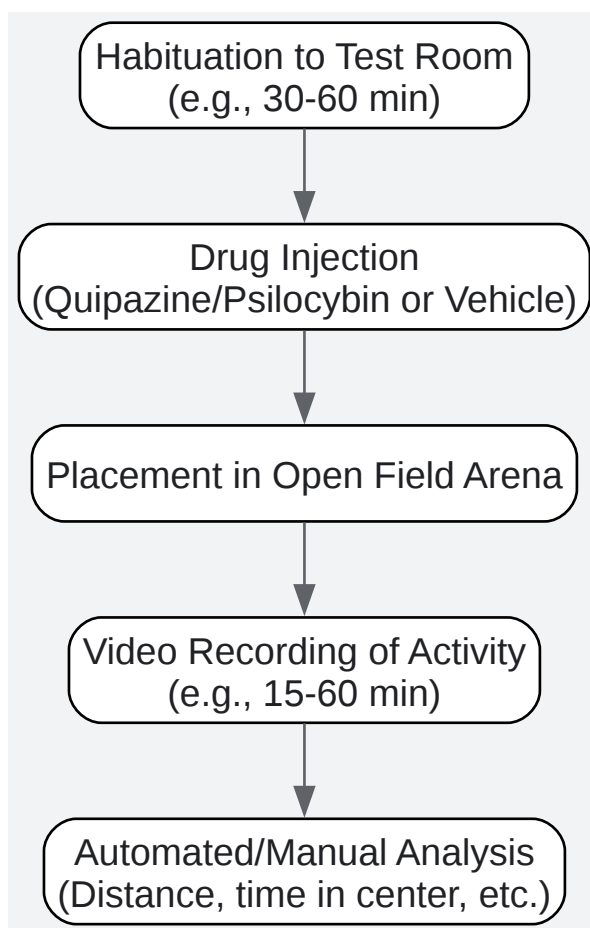 Habituation to Test Room
(e.g., 30-60 min)
Drug Injection
(Quipazine/Psilocybin or Vehicle)
Placement in Open Field Arena
Video Recording of Activity
(e.g., 15-60 min)
Automated/Manual Analysis
(Distance, time in center, etc.)